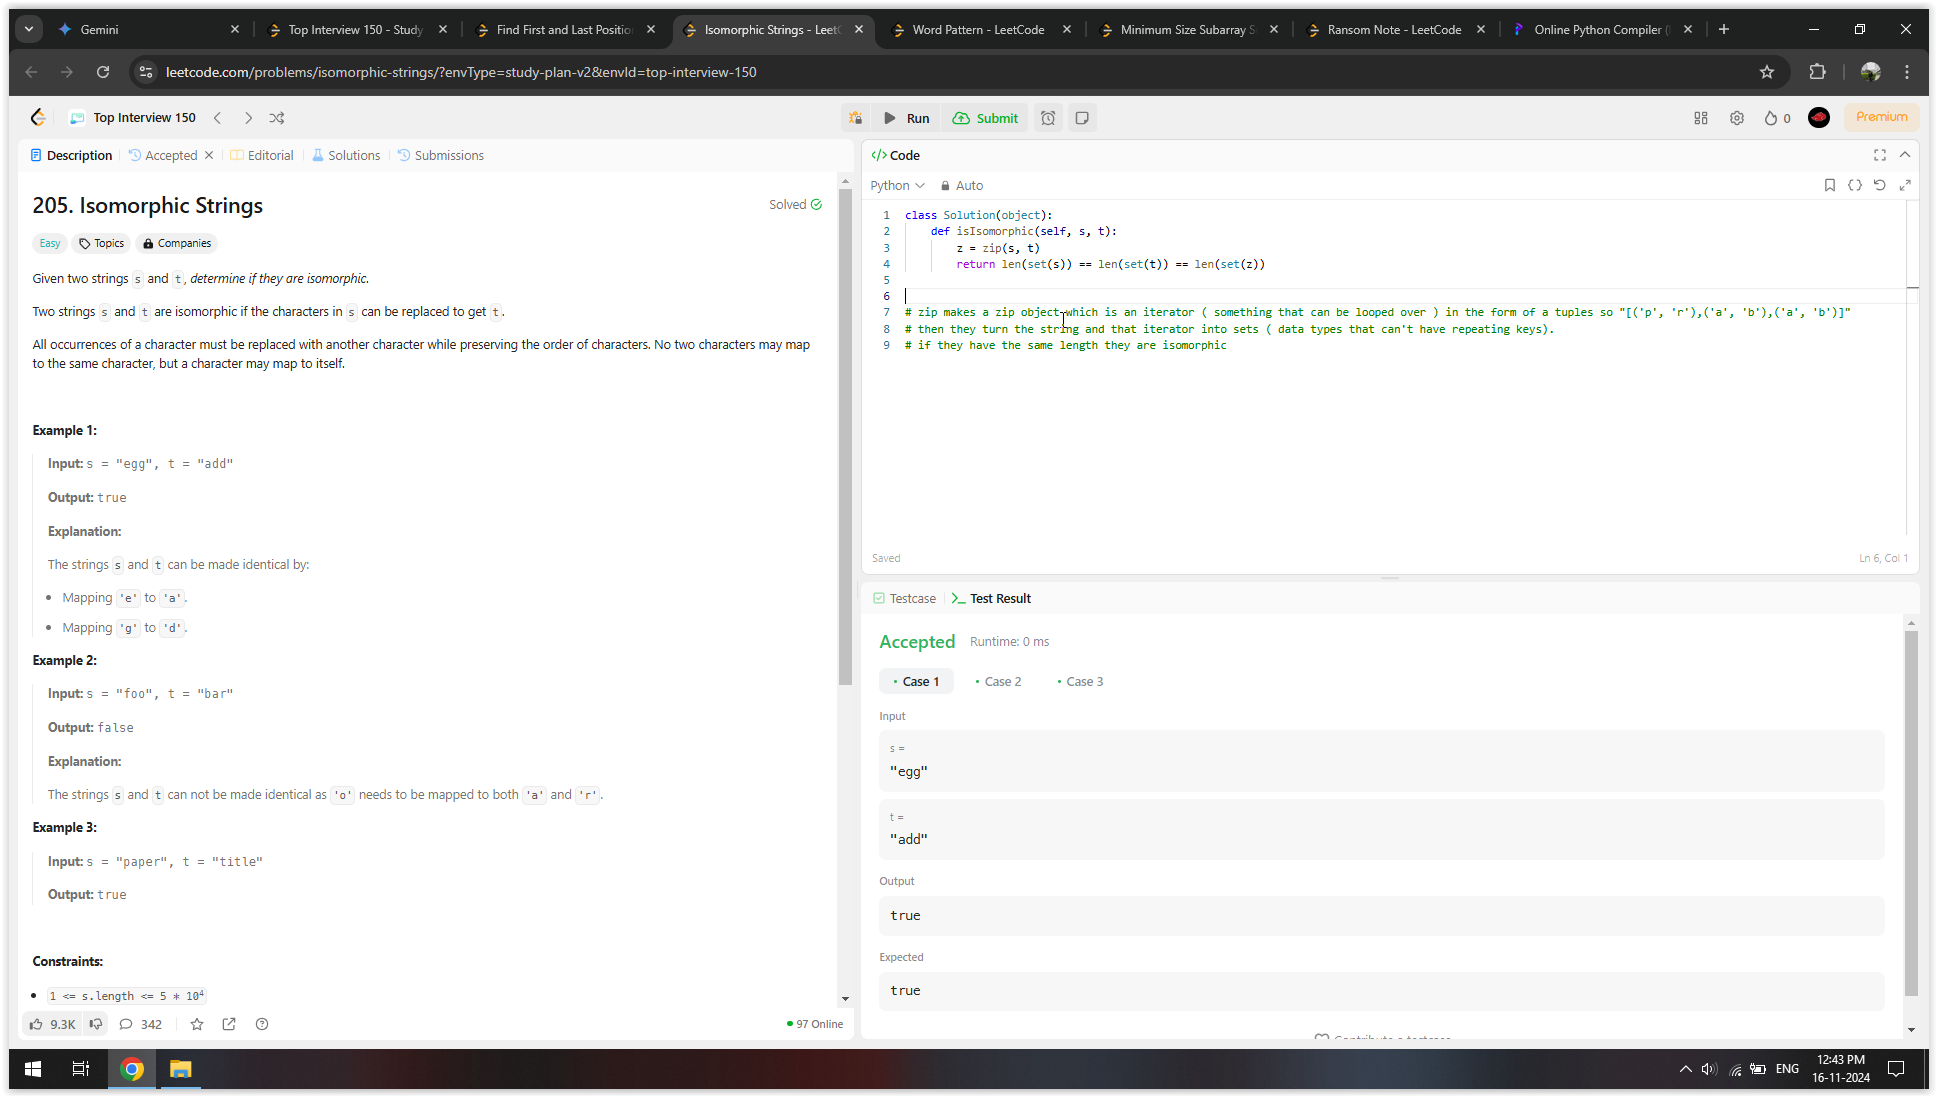 Gemini
Top Interview 150 - Study
Find First and Last Positio
Isomorphic Strings - LeetC
Word Pattern - LeetCode
Minimum Size Subarray S
Ransom Note - LeetCode
Online Python Compiler (
leetcode.com/problems/isomorphic-strings/?envType=study-plan-v2&envId=top-interview-150
Top Interview 150
Run
Submit
0
Premium
Description
Accepted
Editorial
Solutions
Submissions
205. Isomorphic Strings
Solved
Easy
Topics
Companies
Given two strings s and t, determine if they are isomorphic.
Two strings s and t are isomorphic if the characters in s can be replaced to get t.
All occurrences of a character must be replaced with another character while preserving the order of characters. No two characters may map
to the same character, but a character may map to itself.
Example 1:
Input: s = "egg", t = "add"
Output: true
Explanation:
The strings s and t can be made identical by:
• Mapping 'e' to 'a'.
• Mapping 'g' to 'd'.
Example 2:
Input: s = "foo", t = "bar"
Output: false
Explanation:
The strings s and t can not be made identical as 'o' needs to be mapped to both 'a' and 'r'.
Example 3:
Input: s = "paper", t = "title"
Output: true
Constraints:
• 1 <= s.length <= 5 * 10⁴
9.3K
342
97 Online
</> Code
Python
Auto
1 class Solution(object):
2 def isIsomorphic(self, s, t):
3 z = zip(s, t)
4 return len(set(s)) == len(set(t)) == len(set(z))
5
6
7 # zip makes a zip object which is an iterator ( something that can be looped over ) in the form of a tuples so "[('p', 'r'),('a', 'b'),('a', 'b')]"
8 # then they turn the string and that iterator into sets ( data types that can't have repeating keys).
9 # if they have the same length they are isomorphic
Saved
Ln 6, Col 1
Testcase
Test Result
Accepted
Runtime: 0 ms
• Case 1
• Case 2
• Case 3
Input
s =
"egg"
t =
"add"
Output
true
Expected
true
Contribute a testcase
ENG
12:43 PM
16-11-2024